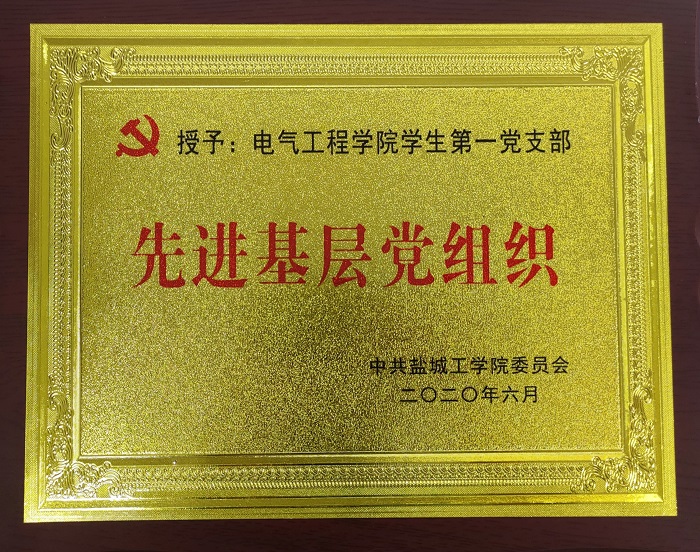 授予：电气工程学院学生第一党支部
先进基层党组织
中共盐城工学院委员会
二〇二〇年六月